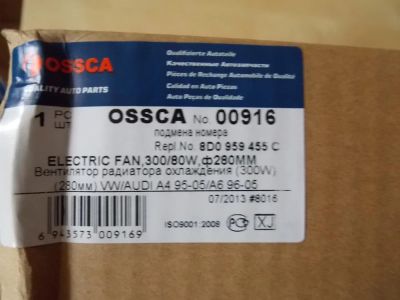 OSSCA
QUALITY AUTO PARTS
Qualifizierte Autoteile
Качественные Автозапчасти
Pièces de Rechange Automobile de Qualité
Calidad en Auto Piezas
Auto Peças de Qualidade
1 PC
ШТ
OSSCA No. 00916
подмена номера
Repl No. 8D0 959 455 C
ELECTRIC FAN,300/80W,ф280MM
Вентилятор радиатора охлаждения (300W)
(280мм) VW/AUDI A4 95-05/A6 96-05
07/2013 #8016
ISO9001:2008
XJ
6 943573 009169